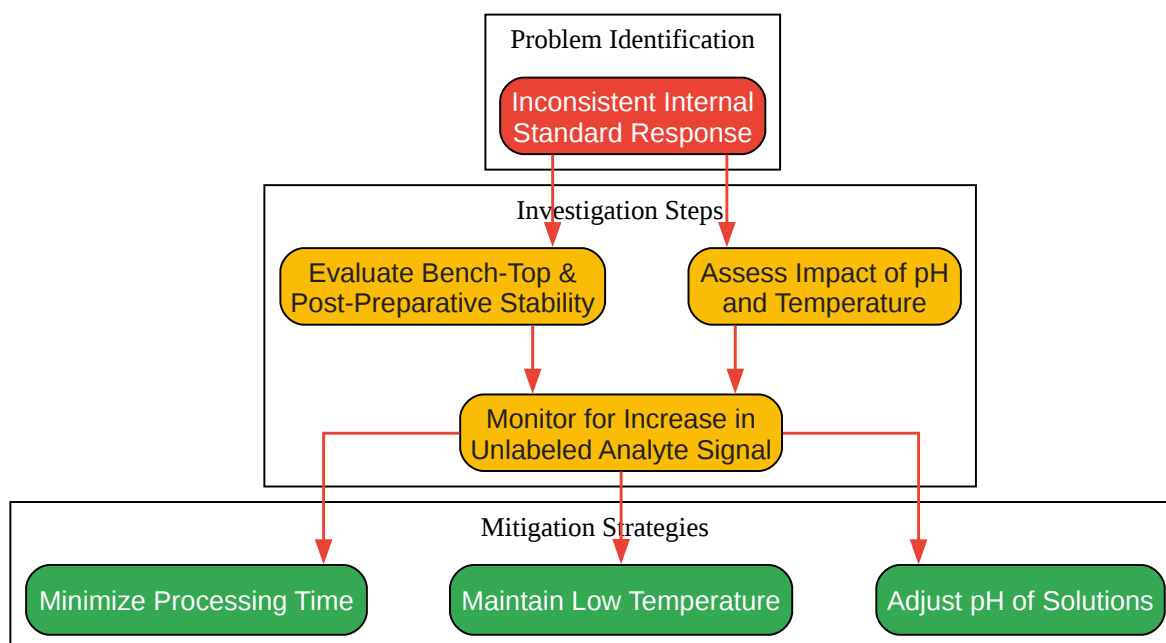 Problem Identification
Inconsistent Internal
Standard Response
Investigation Steps
Evaluate Bench-Top &
Post-Preparative Stability
Assess Impact of pH
and Temperature
Monitor for Increase in
Unlabeled Analyte Signal
Mitigation Strategies
Minimize Processing Time
Maintain Low Temperature
Adjust pH of Solutions